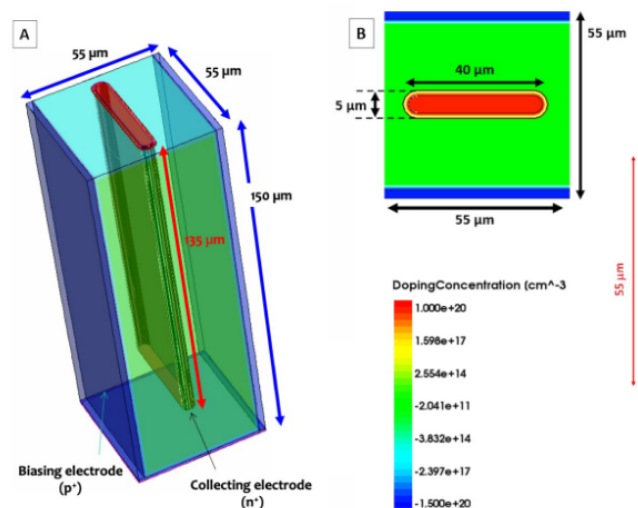 A
55 µm
55 µm
150 µm
135 µm
Biasing electrode
(p⁺)
Collecting electrode
(n⁺)
B
40 µm
5 µm
55 µm
55 µm
55 µm
DopingConcentration (cm^-3
1.000e+20
1.598e+17
2.554e+14
-2.041e+11
-3.832e+14
-2.397e+17
-1.500e+20